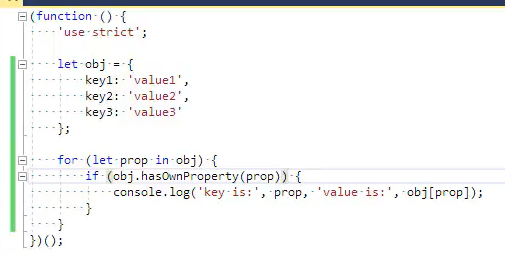 (function () {
    'use strict';

    let obj = {
        key1: 'value1',
        key2: 'value2',
        key3: 'value3'
    };

    for (let prop in obj) {
        if (obj.hasOwnProperty(prop)) {
            console.log('key is:', prop, 'value is:', obj[prop]);
        }
    }
})();